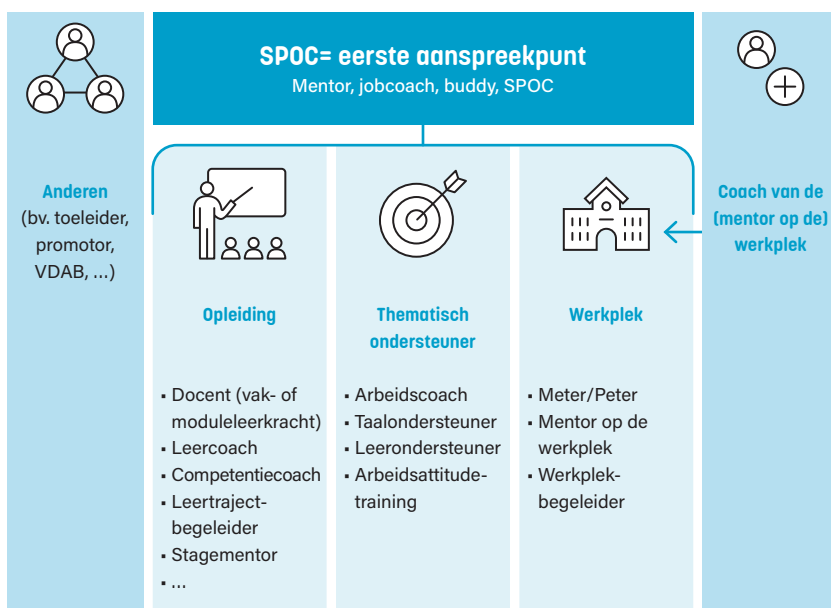 SPOC= eerste aanspreekpunt
Mentor, jobcoach, buddy, SPOC
Anderen
(bv. toeleider,
promotor,
VDAB, ...)
Opleiding
▪ Docent (vak- of
moduleleerkracht)
▪ Leercoach
▪ Competentiecoach
▪ Leertraject-
begeleider
▪ Stagementor
▪ ...
Thematisch
ondersteuner
▪ Arbeidscoach
▪ Taalondersteuner
▪ Leerondersteuner
▪ Arbeidsattitude-
training
Werkplek
▪ Meter/Peter
▪ Mentor op de
werkplek
▪ Werkplek-
begeleider
Coach van de
(mentor op de)
werkplek